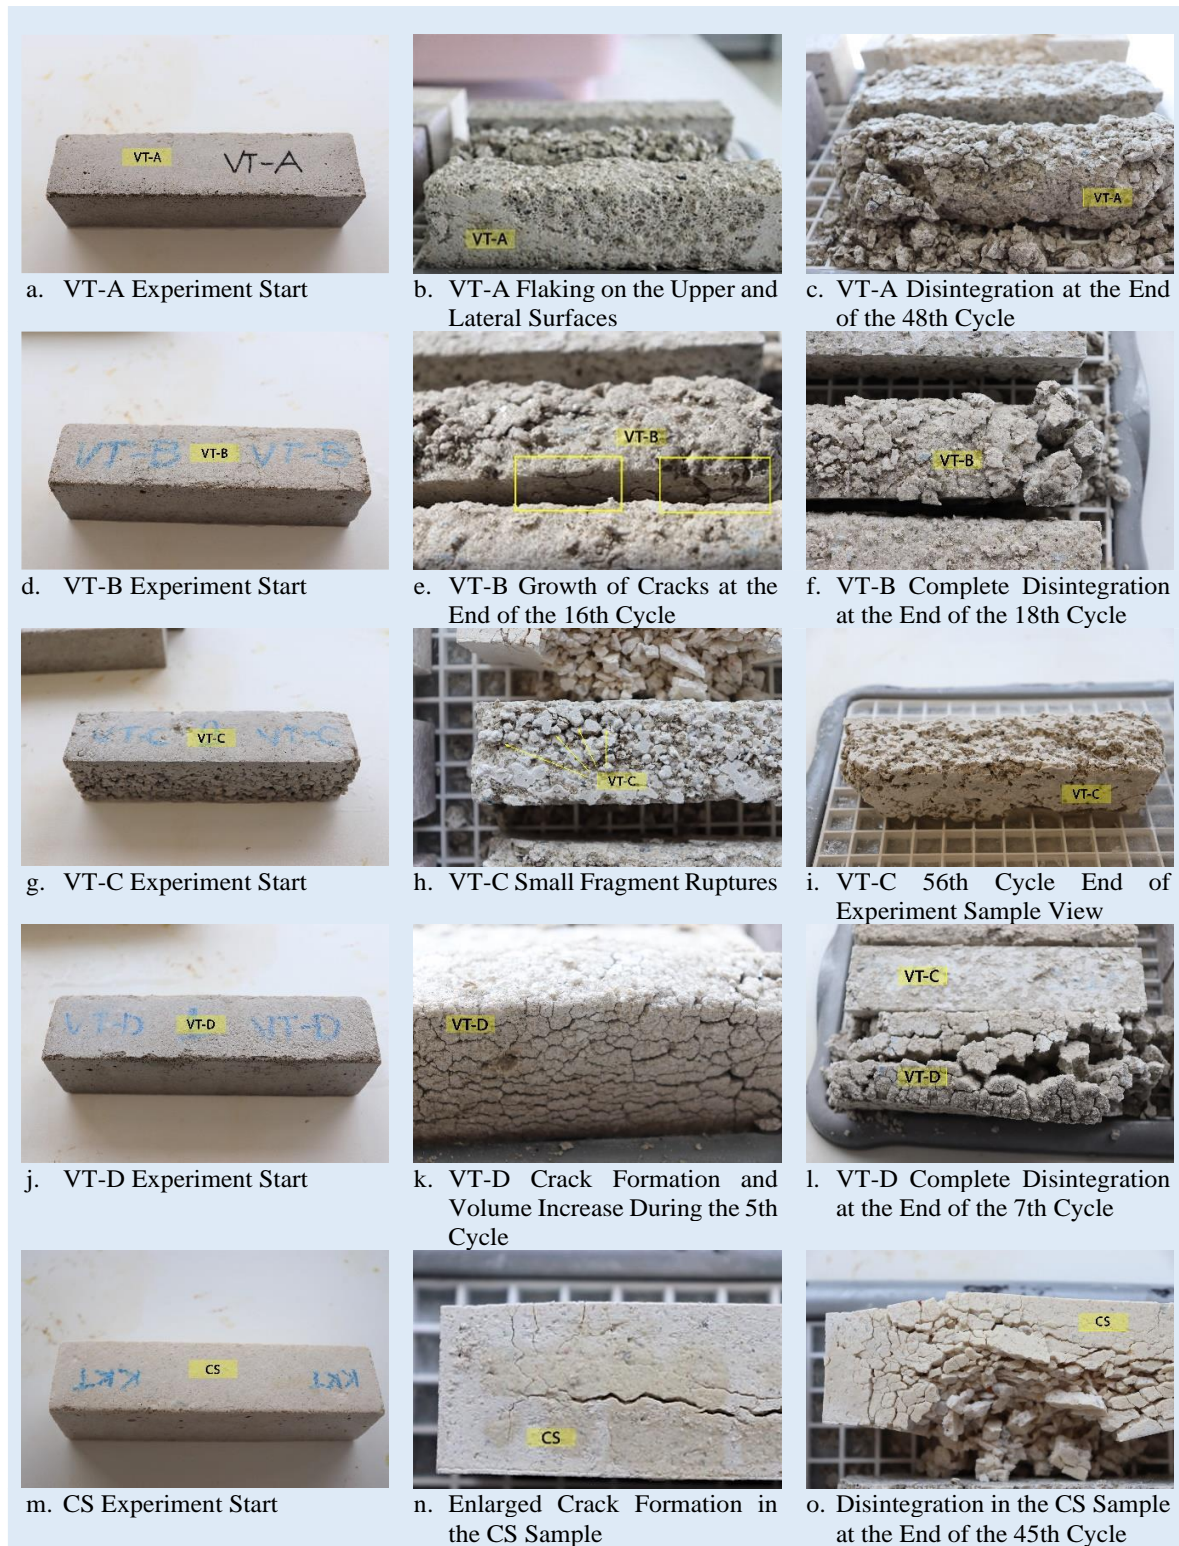 VT-A
VT-A
VT-A
VT-A
a. VT-A Experiment Start
b. VT-A Flaking on the Upper and
Lateral Surfaces
c. VT-A Disintegration at the End
of the 48th Cycle
VT-B
VT-B
VT-B
VT-B
VT-B
d. VT-B Experiment Start
e. VT-B Growth of Cracks at the
End of the 16th Cycle
f. VT-B Complete Disintegration
at the End of the 18th Cycle
VT-C
VT-C
VT-C
VT-C
VT-C
g. VT-C Experiment Start
h. VT-C Small Fragment Ruptures
i. VT-C 56th Cycle End of
Experiment Sample View
VT-D
VT-D
VT-D
VT-D
VT-C
VT-D
j. VT-D Experiment Start
k. VT-D Crack Formation and
Volume Increase During the 5th
Cycle
l. VT-D Complete Disintegration
at the End of the 7th Cycle
KKT
CS
KKT
CS
CS
m. CS Experiment Start
n. Enlarged Crack Formation in
the CS Sample
o. Disintegration in the CS Sample
at the End of the 45th Cycle